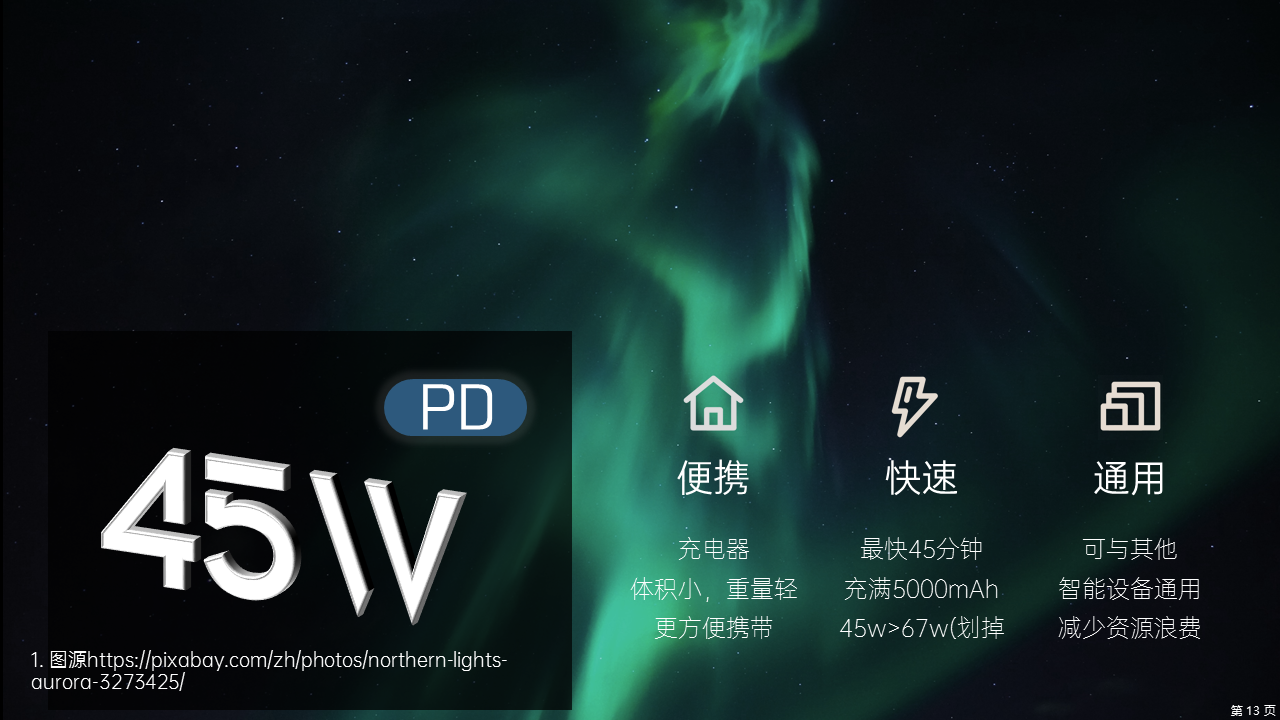 PD
45W
便携
充电器
体积小，重量轻
更方便携带
快速
最快45分钟
充满5000mAh
45w>67w(划掉
通用
可与其他
智能设备通用
减少资源浪费
1. 图源https://pixabay.com/zh/photos/northern-lights-
aurora-3273425/
第 13 页